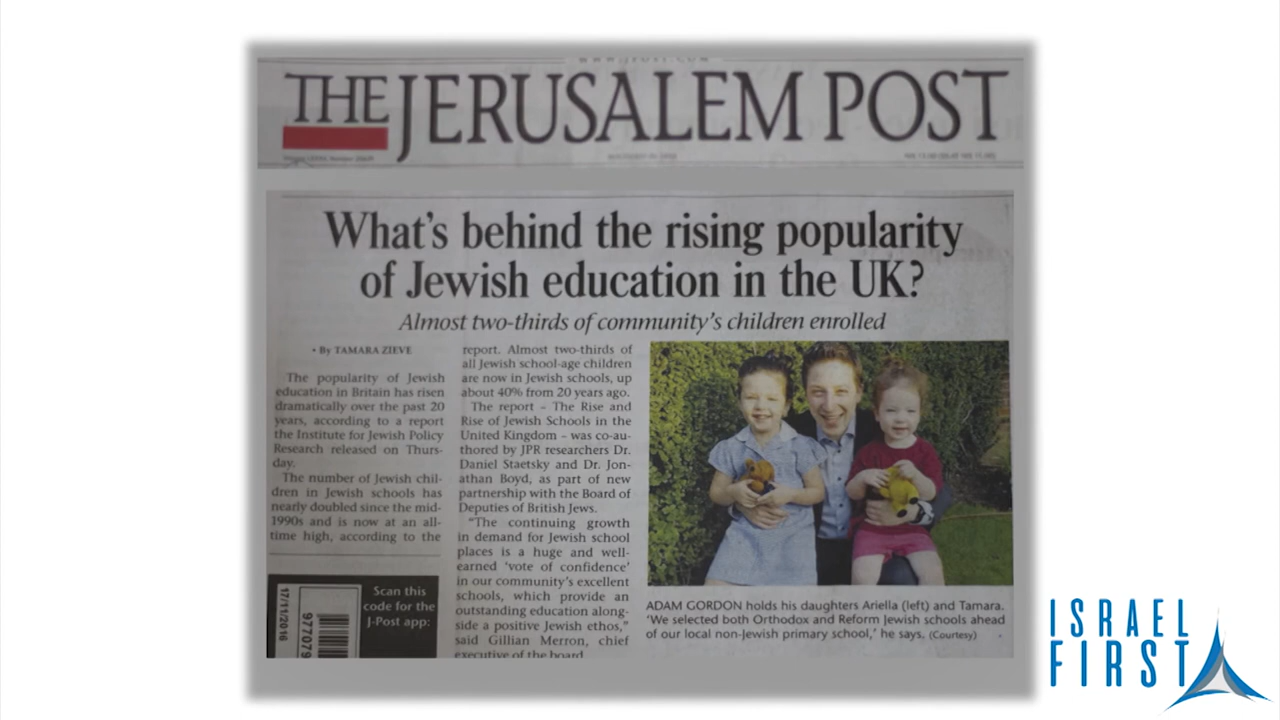 THE JERUSALEM POST
What's behind the rising popularity
of Jewish education in the UK?
Almost two-thirds of community's children enrolled
• By TAMARA ZIEVE
The popularity of Jewish
education in Britain has risen
dramatically over the past 20
years, according to a report
the Institute for Jewish Policy
Research released on Thurs-
day.
The number of Jewish chil-
dren in Jewish schools has
nearly doubled since the mid-
1990s and is now at an all-
time high, according to the
Scan this
code for the
J-Post app:
17/11/2016
977079
report. Almost two-thirds of
all Jewish school-age children
are now in Jewish schools, up
about 40% from 20 years ago.
The report – The Rise and
Rise of Jewish Schools in the
United Kingdom – was co-au-
thored by JPR researchers Dr.
Daniel Staetsky and Dr. Jon-
athan Boyd, as part of new
partnership with the Board of
Deputies of British Jews.
"The continuing growth
in demand for Jewish school
places is a huge and well-
earned 'vote of confidence'
in our community's excellent
schools, which provide an
outstanding education along-
side a positive Jewish ethos,"
said Gillian Merron, chief
executive of the board
ADAM GORDON holds his daughters Ariella (left) and Tamara.
'We selected both Orthodox and Reform Jewish schools ahead
of our local non-Jewish primary school,' he says. (Courtesy)
ISRAEL
FIRST